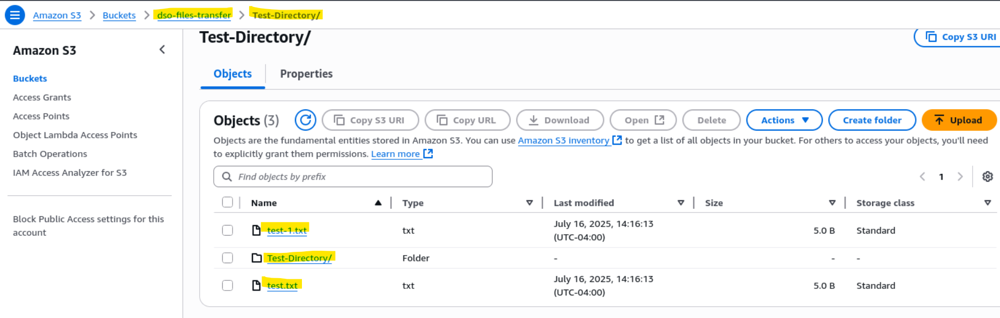 Amazon S3 > Buckets > dso-files-transfer > Test-Directory/
Amazon S3
Buckets
Access Grants
Access Points
Object Lambda Access Points
Batch Operations
IAM Access Analyzer for S3
Block Public Access settings for this
account
Test-Directory/
Copy S3 URI
Objects
Properties
Objects (3)
Copy S3 URI
Copy URL
Download
Open
Delete
Actions
Create folder
Upload
Objects are the fundamental entities stored in Amazon S3. You can use Amazon S3 inventory to get a list of all objects in your bucket. For others to access your objects, you'll need
to explicitly grant them permissions. Learn more
Find objects by prefix
1
Name Type Last modified Size Storage class
test-1.txt txt July 16, 2025, 14:16:13 (UTC-04:00) 5.0 B Standard
Test-Directory/ Folder - - -
test.txt txt July 16, 2025, 14:16:13 (UTC-04:00) 5.0 B Standard